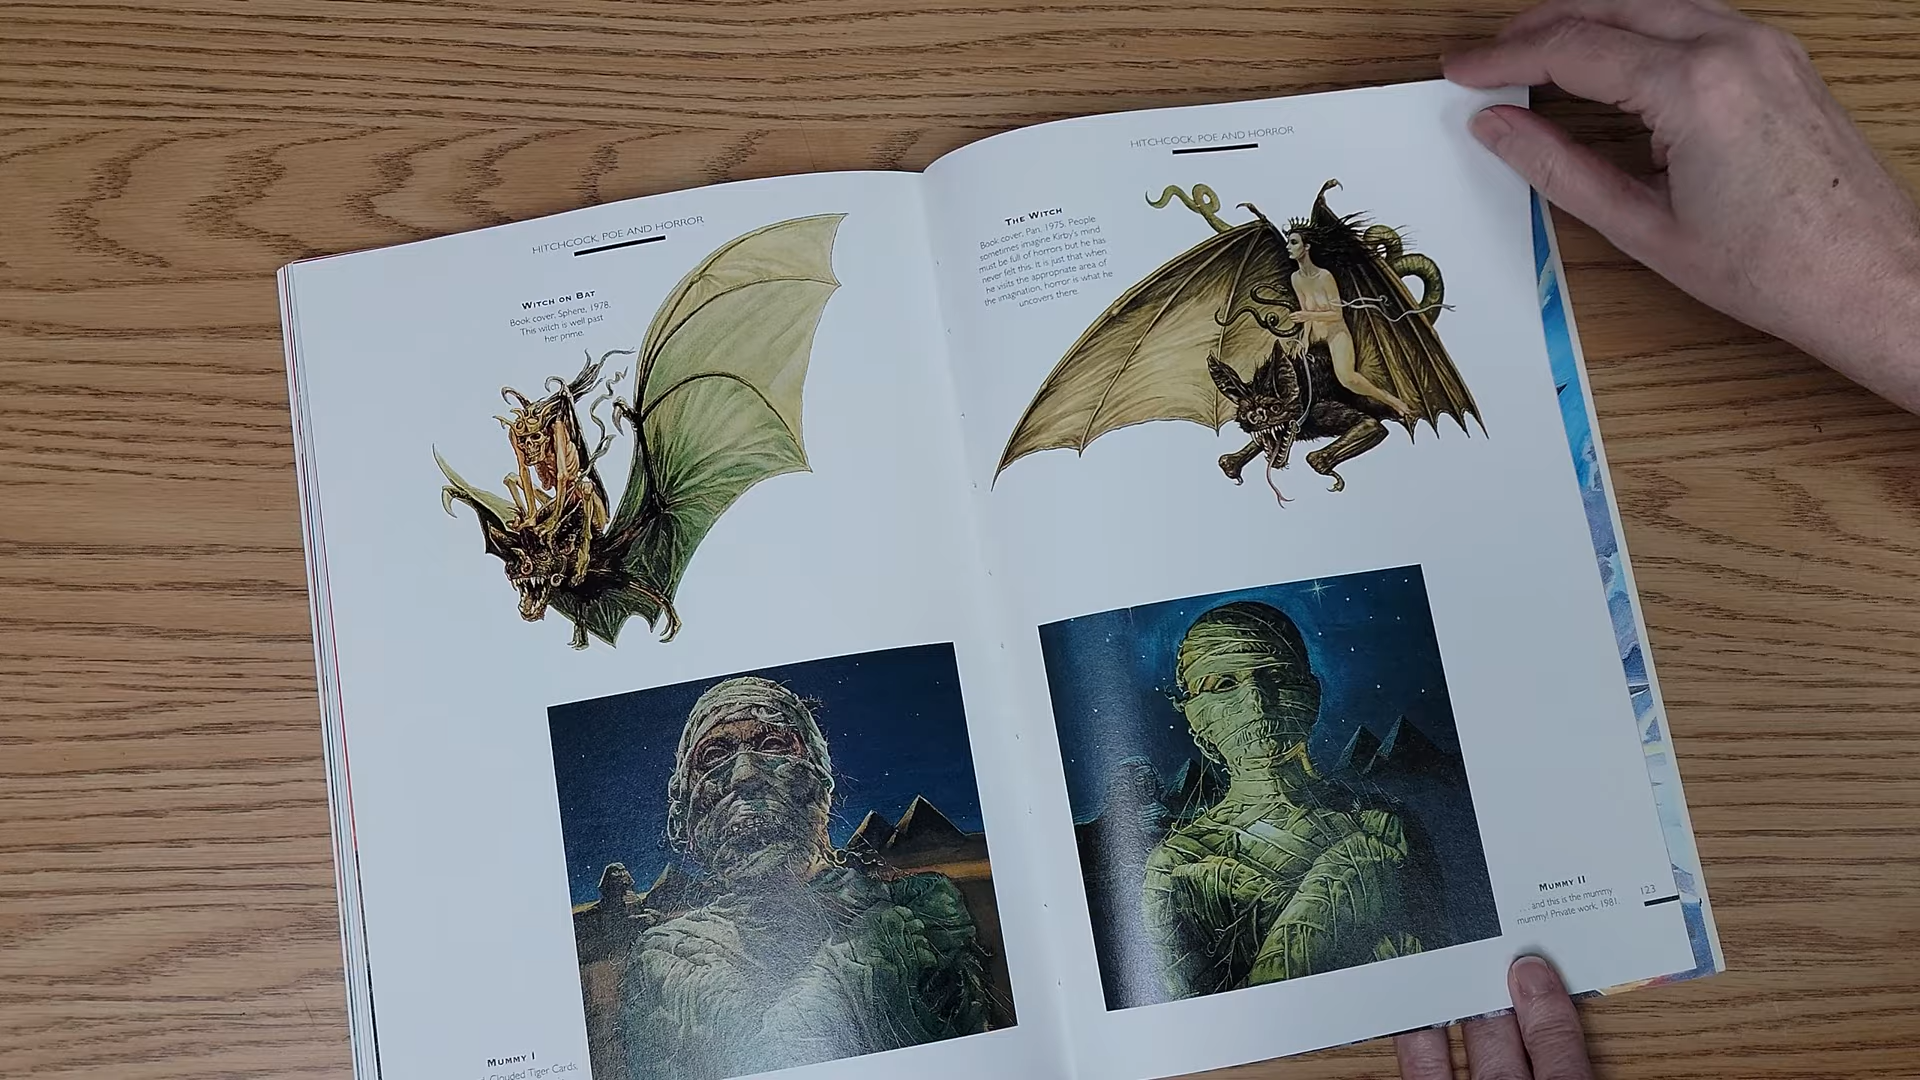 HITCHCOCK, POE AND HORROR
WITCH ON BAT
Book cover, Sphere, 1978.
This witch is well past
her prime.
MUMMY I
Clouded Tiger Cards,
HITCHCOCK, POE AND HORROR
THE WITCH
Book cover, Pan, 1975. People
sometimes imagine Kirby's mind
must be full of horrors but he has
never felt this. It is just that when
he visits the appropriate area of
the imagination, horror is what he
uncovers there.
MUMMY II
. . . and this is the mummy
mummy! Private work, 1981.
123